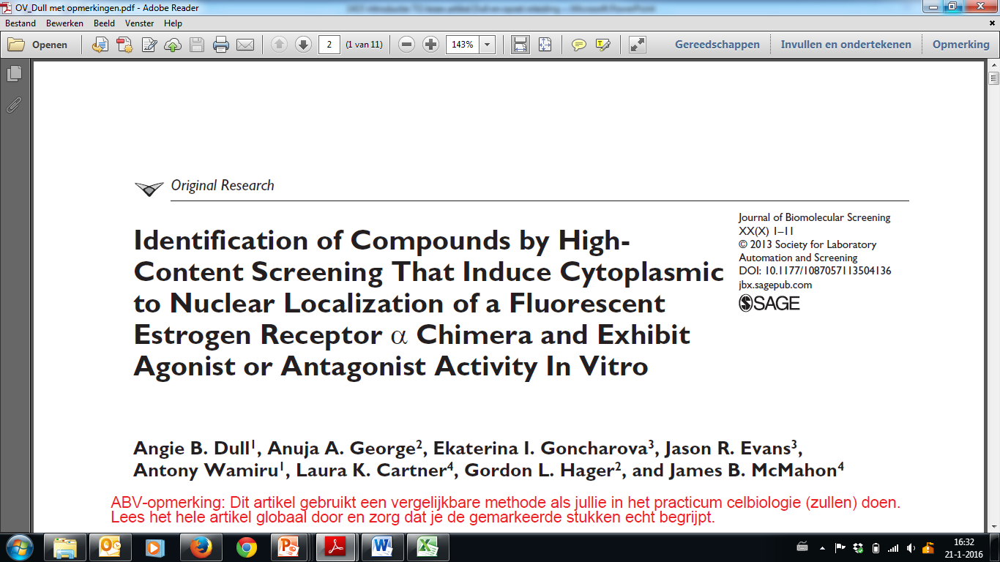 OV_Dull met opmerkingen.pdf - Adobe Reader
Bestand Bewerken Beeld Venster Help
Openen 2 (1 van 11) 143% Gereedschappen Invullen en ondertekenen Opmerking
Original Research
Identification of Compounds by High-
Content Screening That Induce Cytoplasmic
to Nuclear Localization of a Fluorescent
Estrogen Receptor α Chimera and Exhibit
Agonist or Antagonist Activity In Vitro
Journal of Biomolecular Screening
XX(X) 1–11
© 2013 Society for Laboratory
Automation and Screening
DOI: 10.1177/1087057113504136
jbx.sagepub.com
SAGE
Angie B. Dull1, Anuja A. George2, Ekaterina I. Goncharova3, Jason R. Evans3,
Antony Wamiru1, Laura K. Cartner4, Gordon L. Hager2, and James B. McMahon4
ABV-opmerking: Dit artikel gebruikt een vergelijkbare methode als jullie in het practicum celbiologie (zullen) doen.
Lees het hele artikel globaal door en zorg dat je de gemarkeerde stukken echt begrijpt.
16:32
21-1-2016